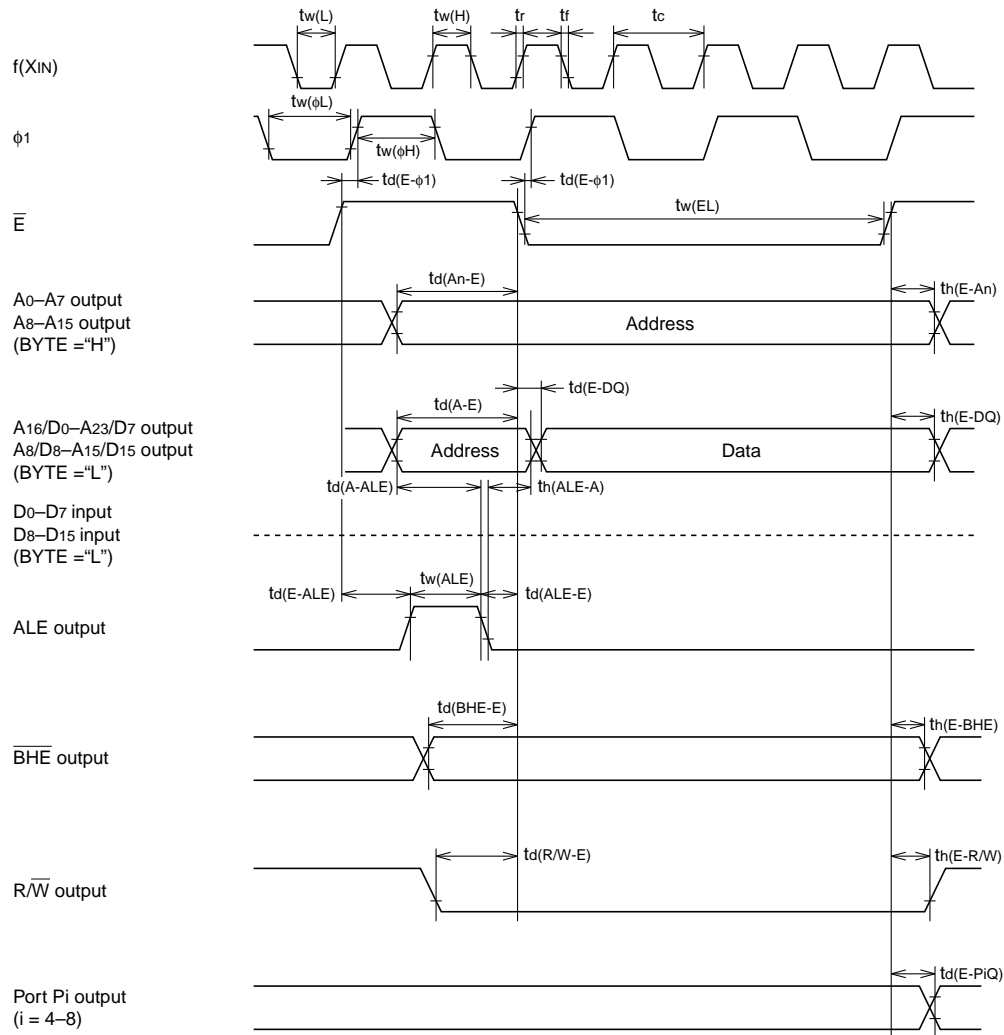 tw(L) tw(H) tr tf tc
f(XIN)
tw(ϕL)
ϕ1
tw(ϕH)
td(E-ϕ1) td(E-ϕ1)
tw(EL)
E̅
td(An-E) th(E-An)
A0–A7 output
A8–A15 output
(BYTE =“H”)
Address
td(E-DQ)
td(A-E) th(E-DQ)
A16/D0–A23/D7 output
A8/D8–A15/D15 output
(BYTE =“L”)
Address Data
td(A-ALE) th(ALE-A)
D0–D7 input
D8–D15 input
(BYTE =“L”)
tw(ALE)
td(E-ALE) td(ALE-E)
ALE output
td(BHE-E) th(E-BHE)
B̅H̅E̅ output
td(R/W-E) th(E-R/W)
R/W̅ output
td(E-PiQ)
Port Pi output
(i = 4–8)